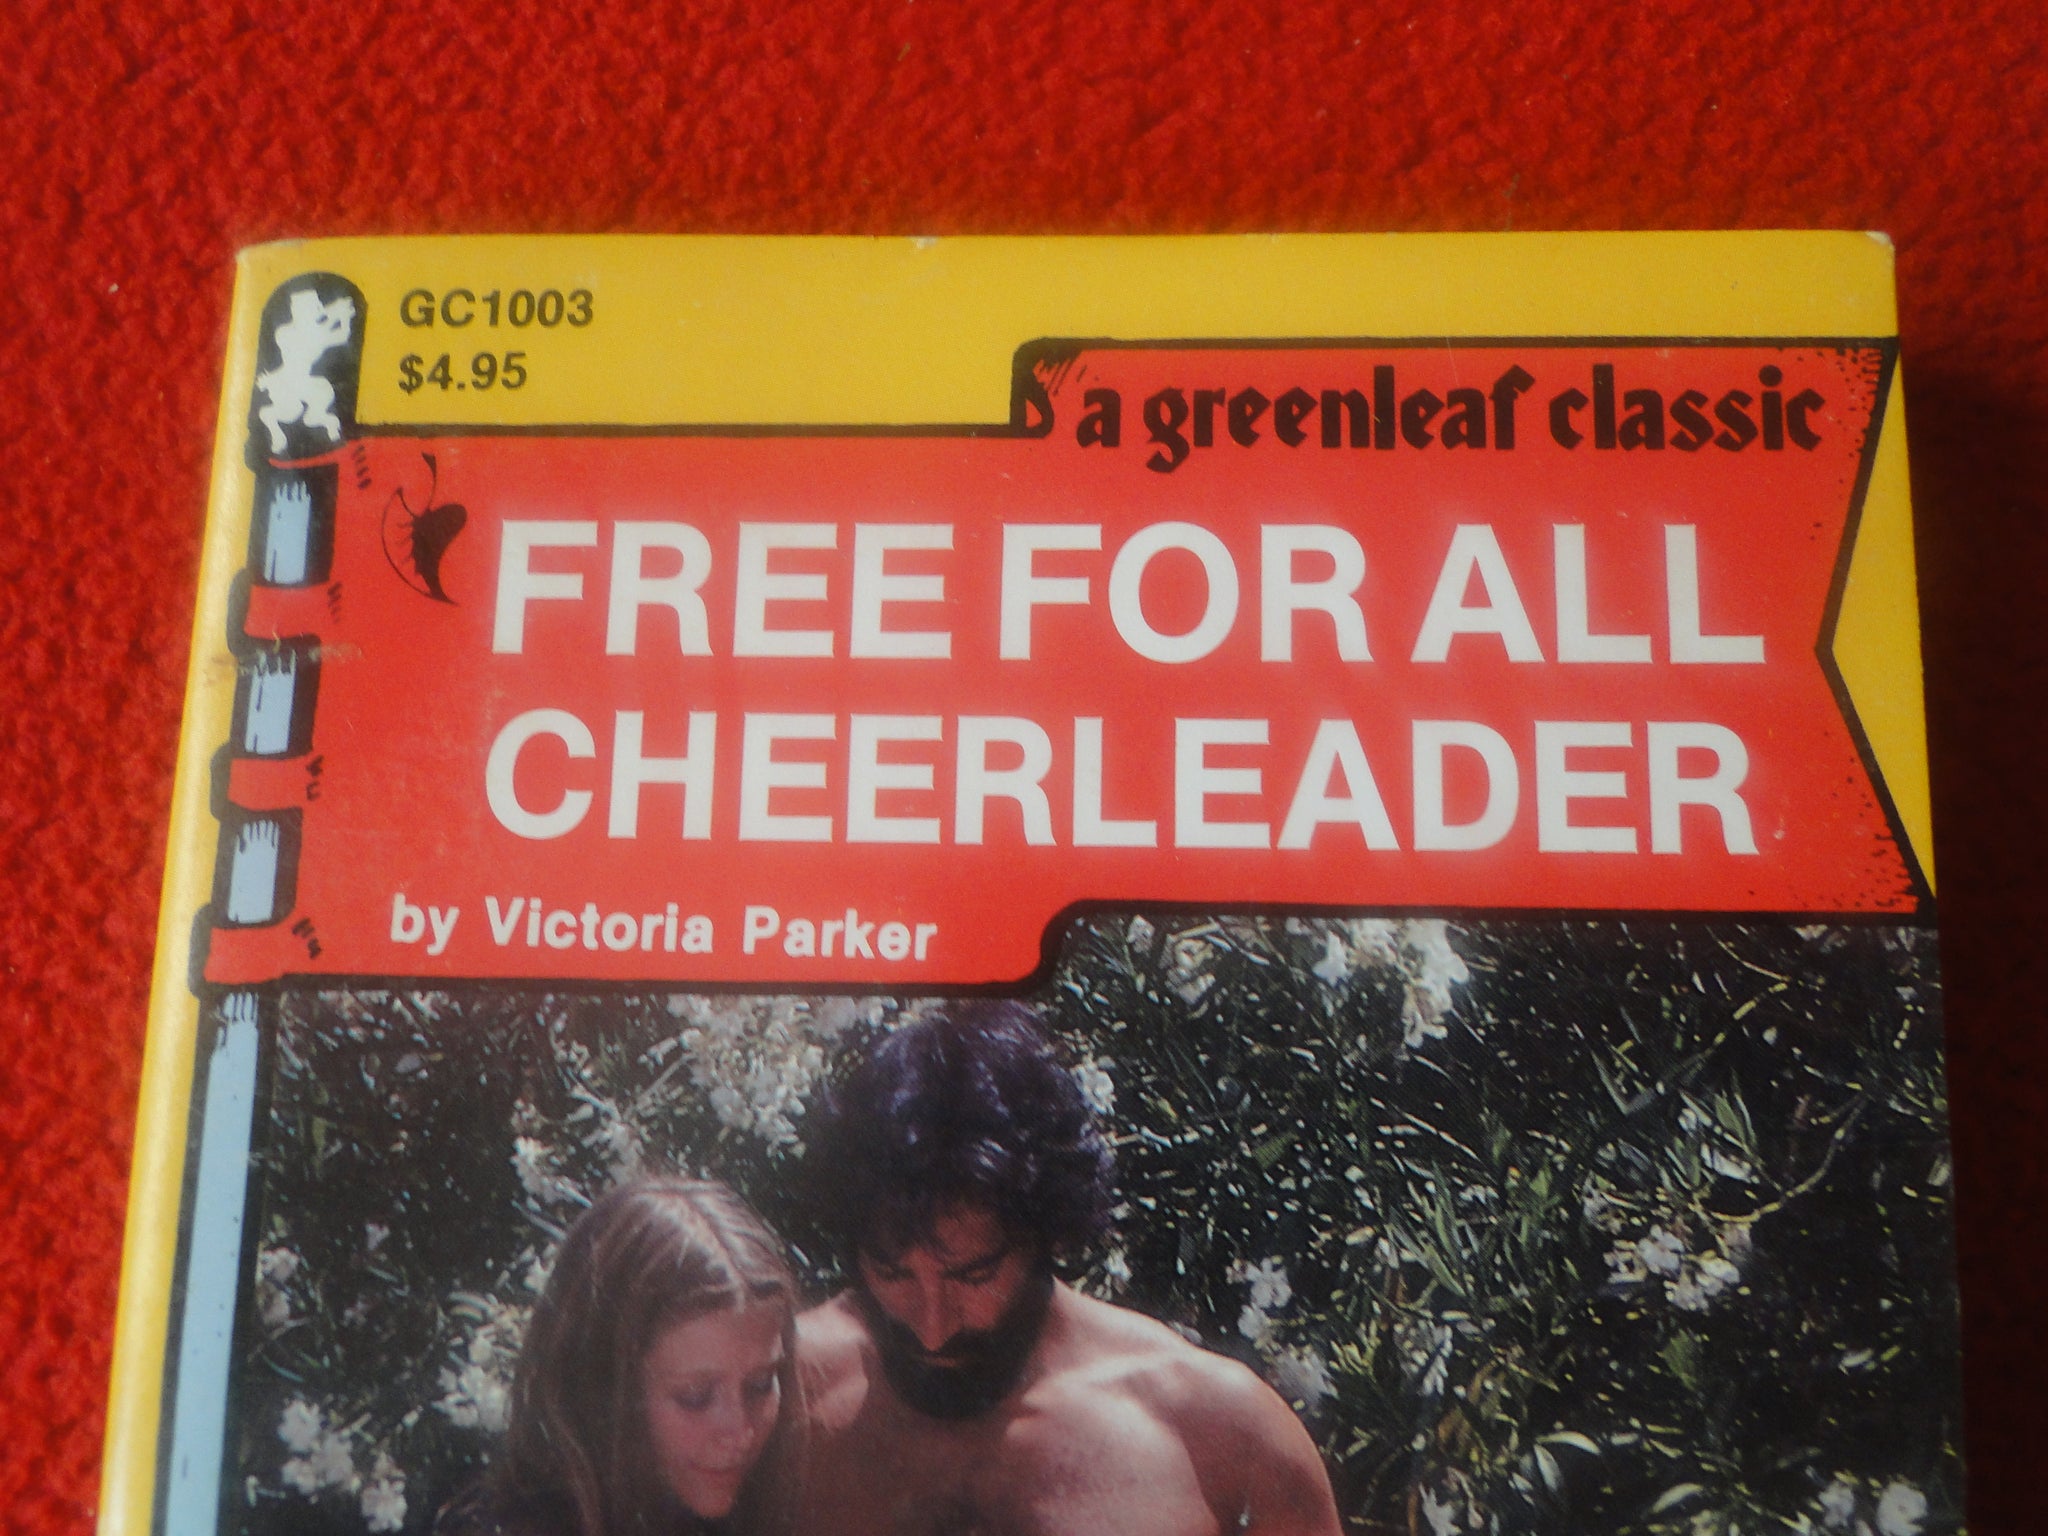 GC1003
$4.95
a greenleaf classic
FREE FOR ALL
CHEERLEADER
by Victoria Parker